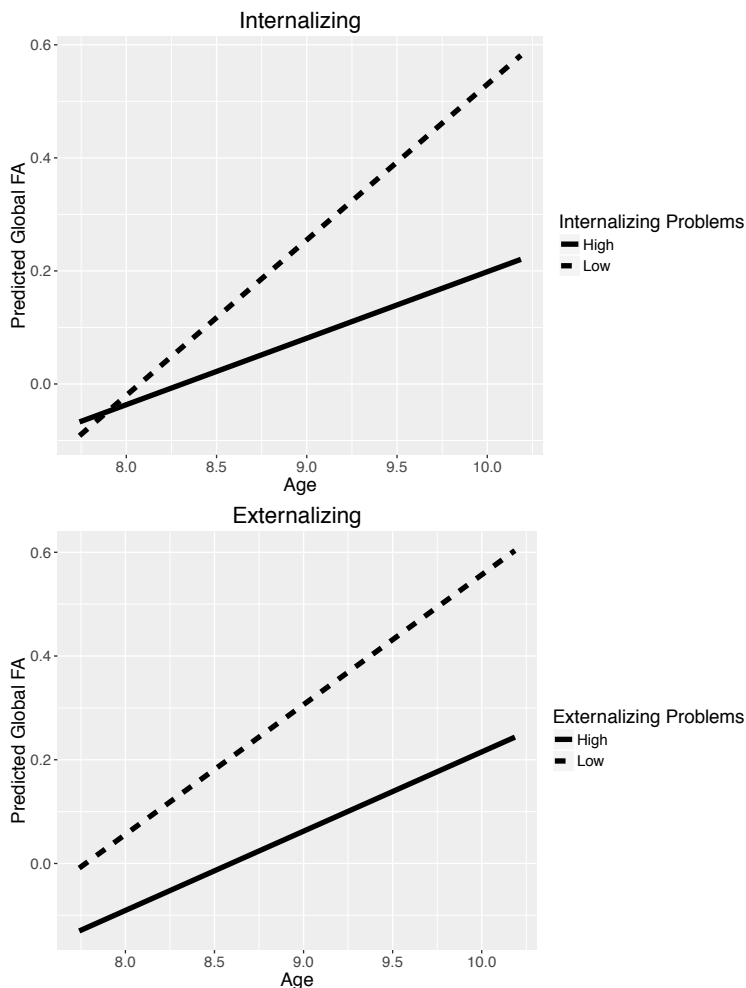 Internalizing
0.6
0.4
0.2
0.0
Predicted Global FA
8.0 8.5 9.0 9.5 10.0
Age
Internalizing Problems
High
Low
Externalizing
0.6
0.4
0.2
0.0
Predicted Global FA
8.0 8.5 9.0 9.5 10.0
Age
Externalizing Problems
High
Low